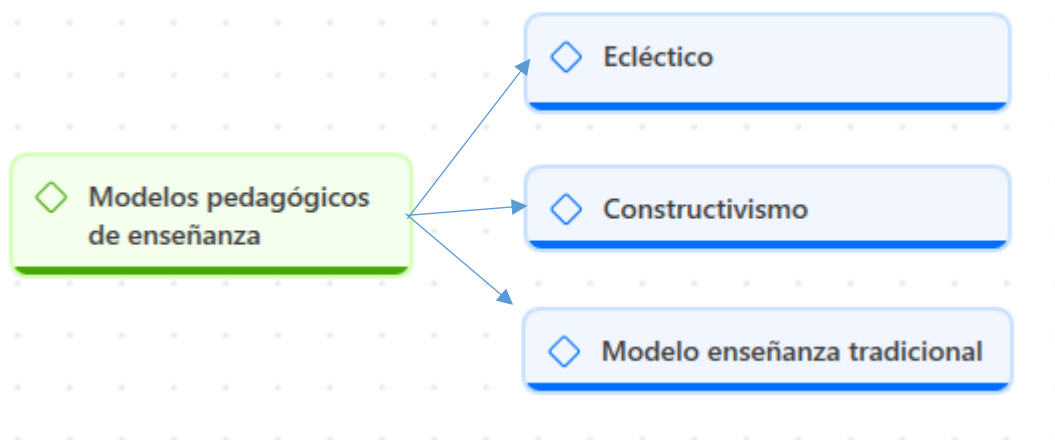 Ecléctico
Modelos pedagógicos
de enseñanza
Constructivismo
Modelo enseñanza tradicional